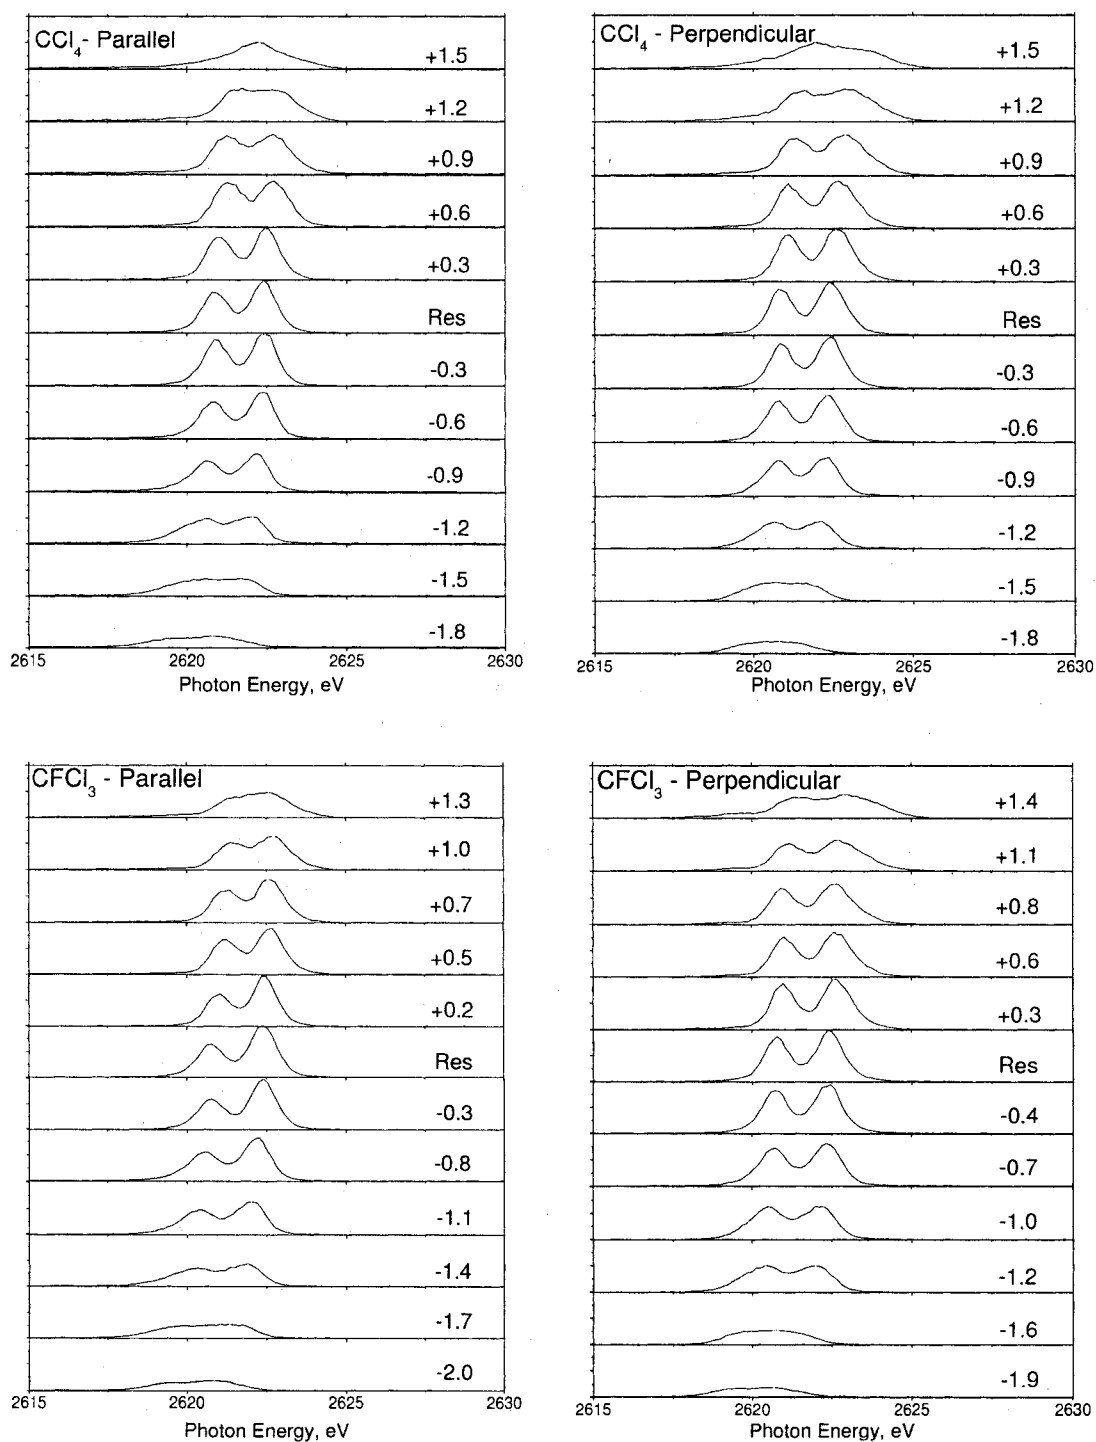 CCl4- Parallel
+1.5
+1.2
+0.9
+0.6
+0.3
Res
-0.3
-0.6
-0.9
-1.2
-1.5
-1.8
2615 2620 2625 2630
Photon Energy, eV
CCl4 - Perpendicular
+1.5
+1.2
+0.9
+0.6
+0.3
Res
-0.3
-0.6
-0.9
-1.2
-1.5
-1.8
2615 2620 2625 2630
Photon Energy, eV
CFCl3 - Parallel
+1.3
+1.0
+0.7
+0.5
+0.2
Res
-0.3
-0.8
-1.1
-1.4
-1.7
-2.0
2615 2620 2625 2630
Photon Energy, eV
CFCl3 - Perpendicular
+1.4
+1.1
+0.8
+0.6
+0.3
Res
-0.4
-0.7
-1.0
-1.2
-1.6
-1.9
2615 2620 2625 2630
Photon Energy, eV